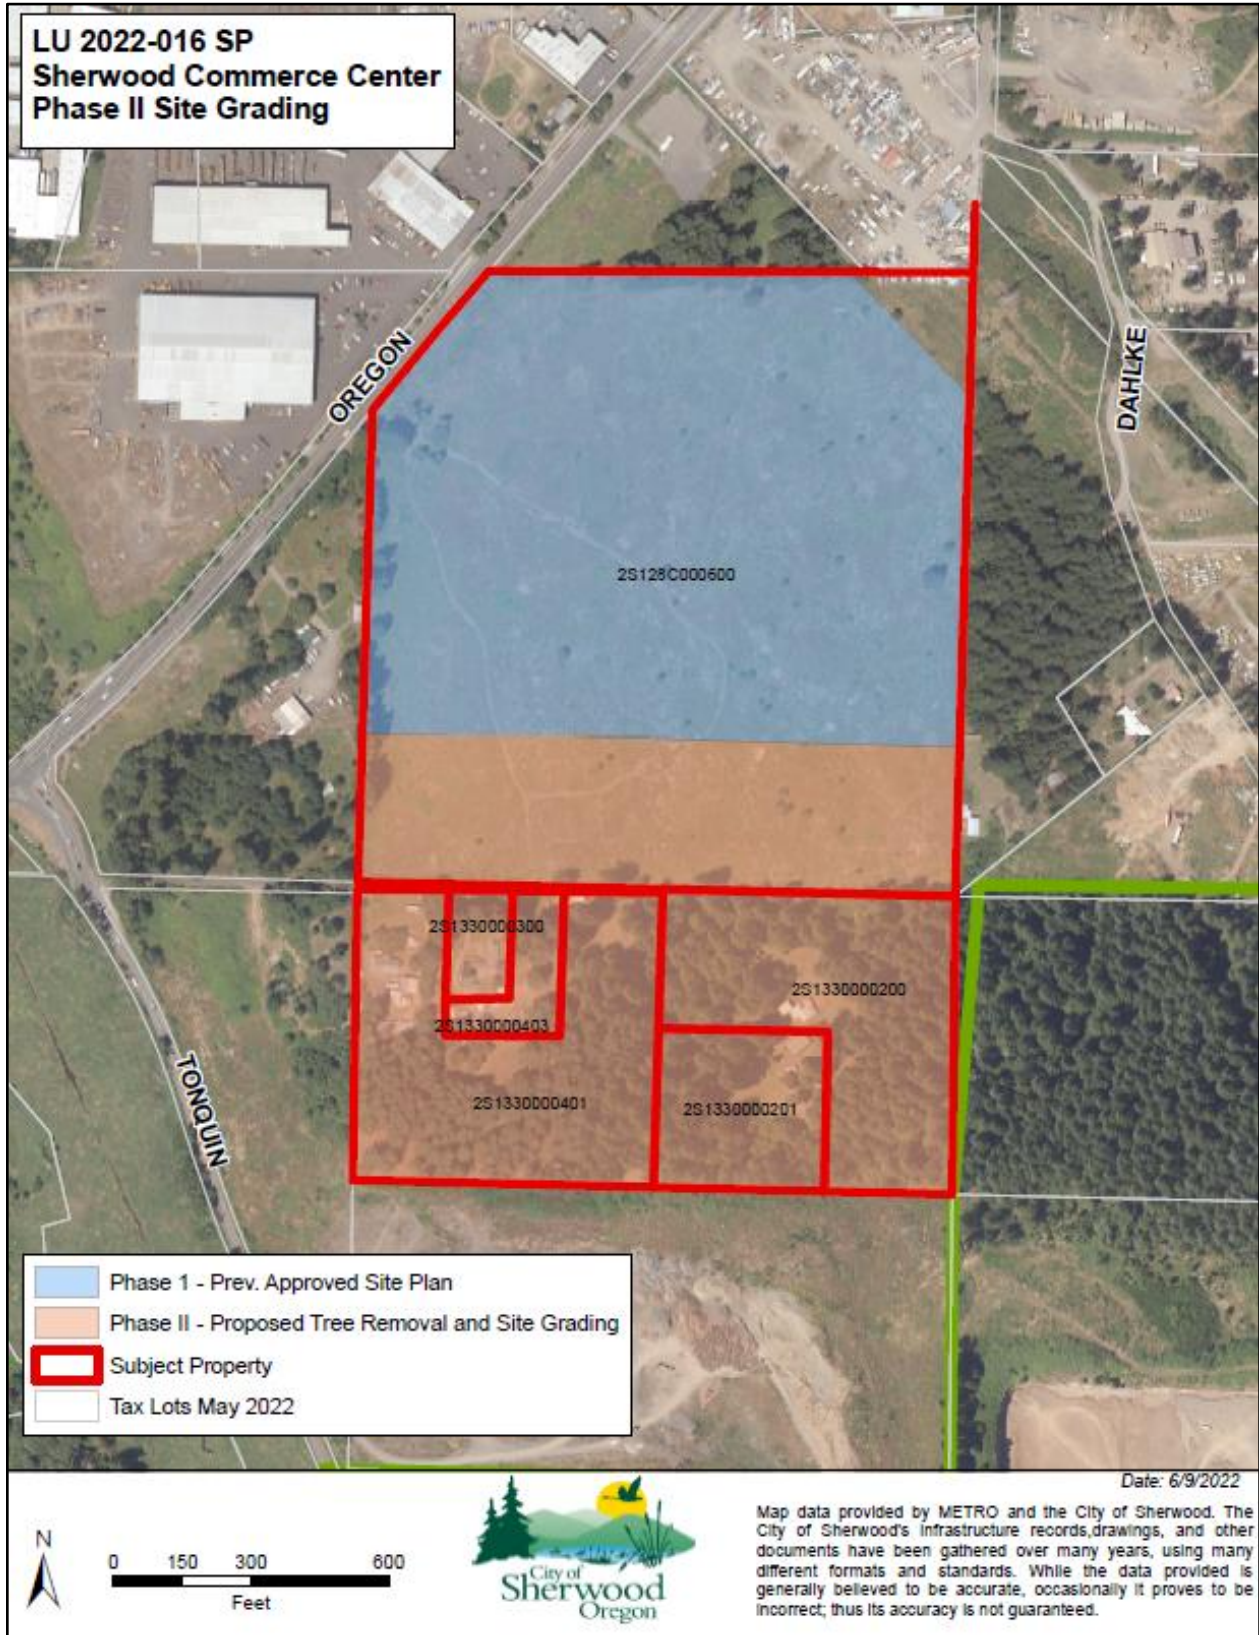 LU 2022-016 SP
Sherwood Commerce Center
Phase II Site Grading
OREGON
DAHLKE
2S128C000600
2S1330000300
2S1330000200
2S1330000403
2S1330000401
2S1330000201
TONQUIN
Phase 1 - Prev. Approved Site Plan
Phase II - Proposed Tree Removal and Site Grading
Subject Property
Tax Lots May 2022
N
0 150 300 600
Feet
City of
Sherwood
Oregon
Date: 6/9/2022
Map data provided by METRO and the City of Sherwood. The
City of Sherwood's infrastructure records,drawings, and other
documents have been gathered over many years, using many
different formats and standards. While the data provided is
generally believed to be accurate, occasionally it proves to be
incorrect; thus its accuracy is not guaranteed.